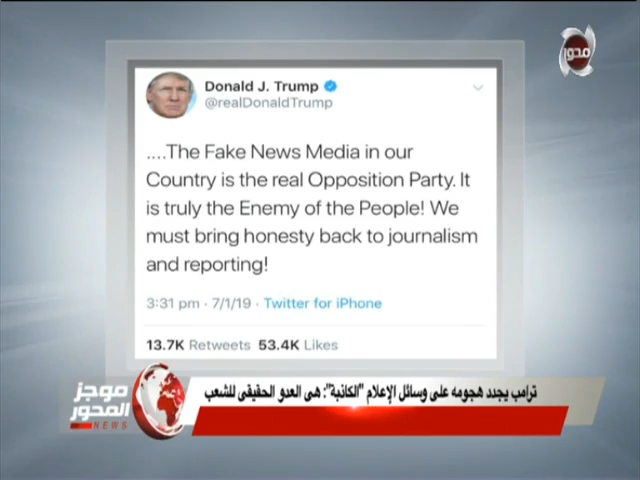 محور
Donald J. Trump
@realDonaldTrump
....The Fake News Media in our
Country is the real Opposition Party. It
is truly the Enemy of the People! We
must bring honesty back to journalism
and reporting!
3:31 pm · 7/1/19 · Twitter for iPhone
13.7K Retweets 53.4K Likes
ترامب يجدد هجومه على وسائل الإعلام "الكاذبة": هى العدو الحقيقى للشعب
موجز
المحور
NEWS